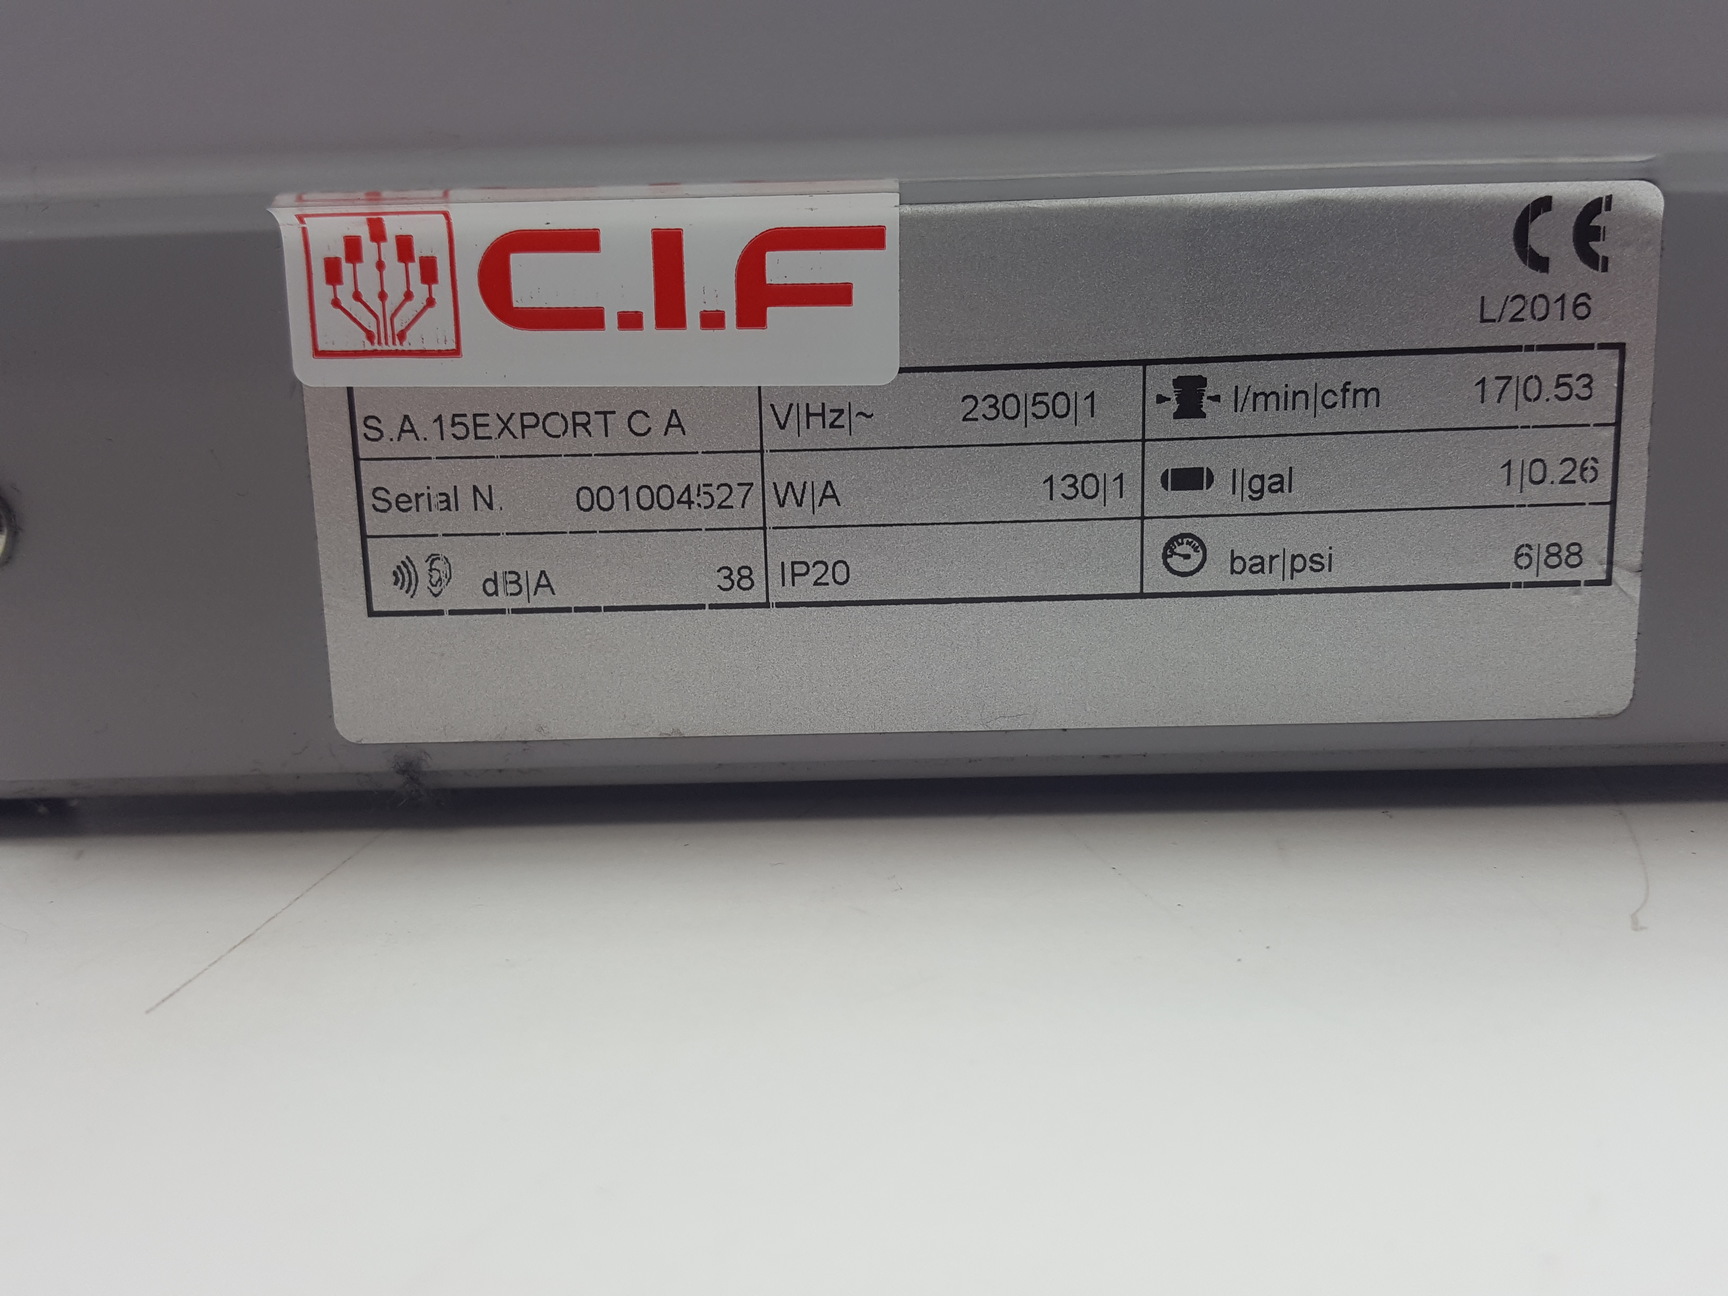 C.I.F
CE
L/2016
S.A.15EXPORT C A
V|Hz|~ 230|50|1
l/min|cfm 17|0.53
Serial N. 001004527
W|A 130|1
l|gal 1|0.26
dB|A 38
IP20
bar|psi 6|88